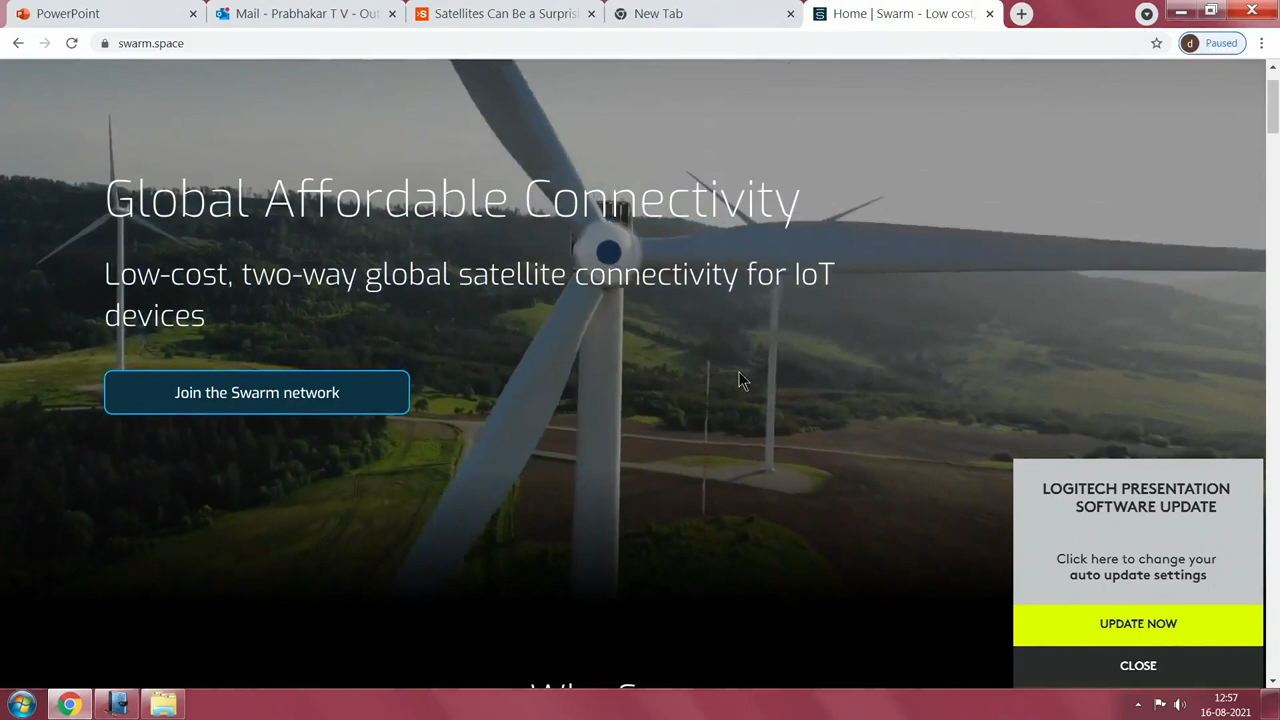 PowerPoint
Mail - Prabhakar T V - Out
Satellites Can Be a Surpris
New Tab
Home | Swarm - Low cost
swarm.space
d
Paused
Global Affordable Connectivity
Low-cost, two-way global satellite connectivity for IoT
devices
Join the Swarm network
LOGITECH PRESENTATION
SOFTWARE UPDATE
Click here to change your
auto update settings
UPDATE NOW
CLOSE
12:57
16-08-2021